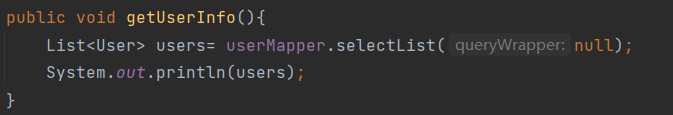 public void getUserInfo(){
List<User> users= userMapper.selectList( queryWrapper: null);
System.out.println(users);
}